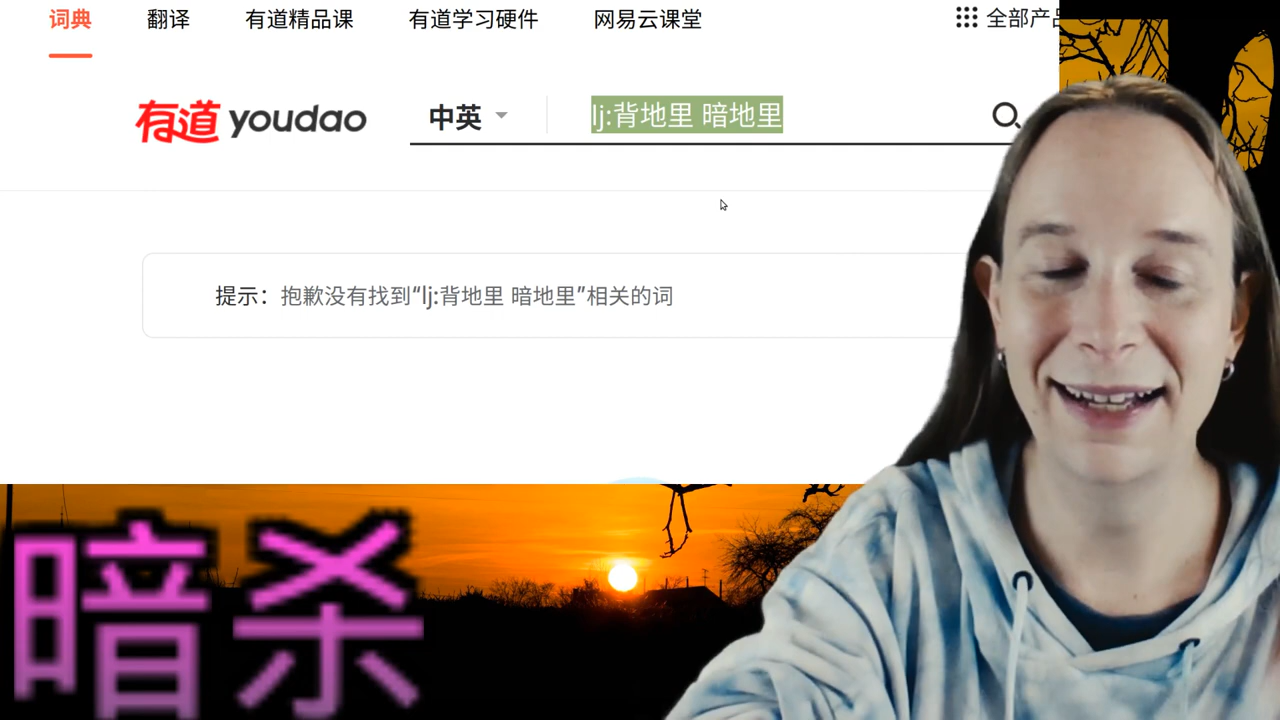 词典 翻译 有道精品课 有道学习硬件 网易云课堂 全部产品
有道 youdao 中英 lj:背地里 暗地里
提示：抱歉没有找到“lj:背地里 暗地里”相关的词
暗杀